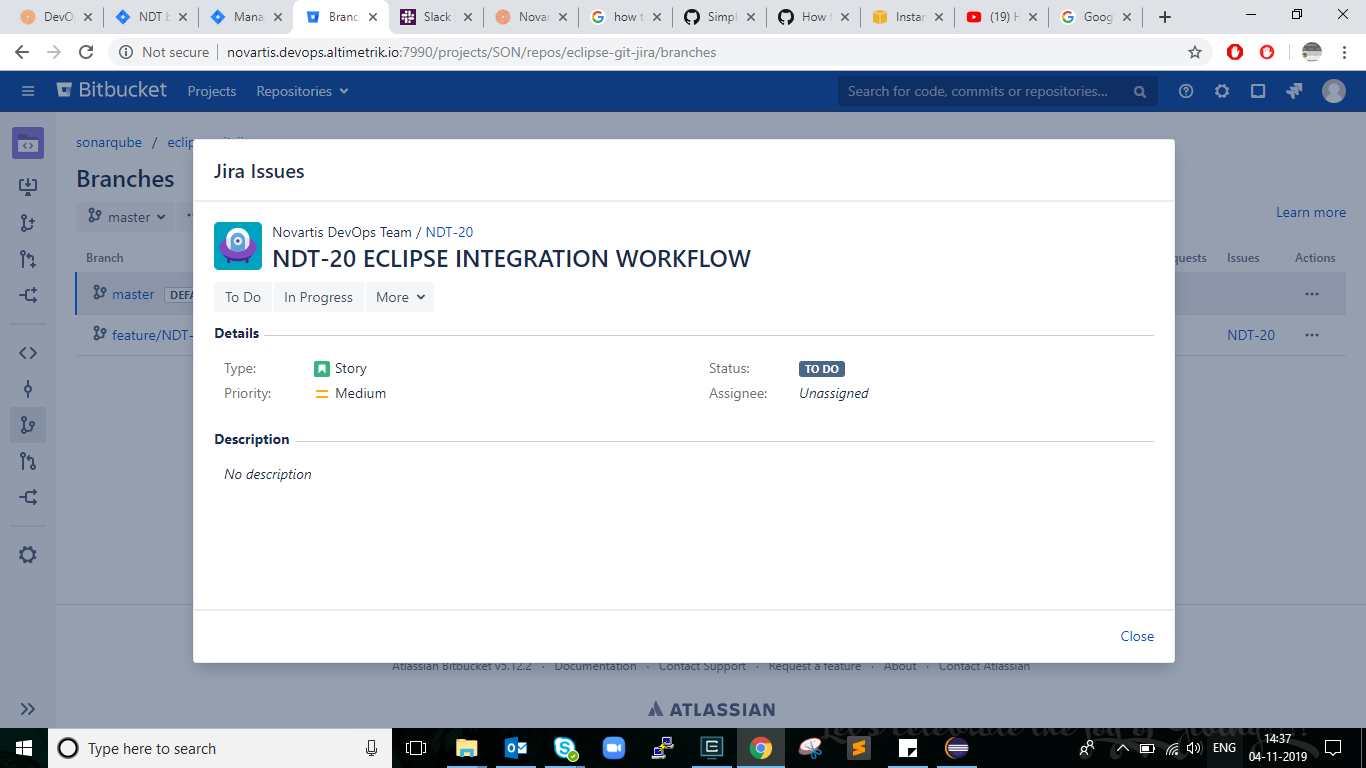 DevO
NDT b
Mana
Branc
Slack
Novar
how t
Simpl
How t
Instar
(19) H
Goog
Not secure
novartis.devops.altimetrik.io:7990/projects/SON/repos/eclipse-git-jira/branches
Bitbucket
Projects
Repositories
Search for code, commits or repositories...
sonarqube / eclip
Branches
master
Learn more
Branch
quests
Issues
Actions
master
DEFA
feature/NDT-
NDT-20
Jira Issues
Novartis DevOps Team / NDT-20
NDT-20 ECLIPSE INTEGRATION WORKFLOW
To Do
In Progress
More
Details
Type: Story
Status: TO DO
Priority: Medium
Assignee: Unassigned
Description
No description
Close
Atlassian Bitbucket v5.12.2 · Documentation · Contact Support · Request a feature · About · Contact Atlassian
ATLASSIAN
Type here to search
ENG
14:37
04-11-2019